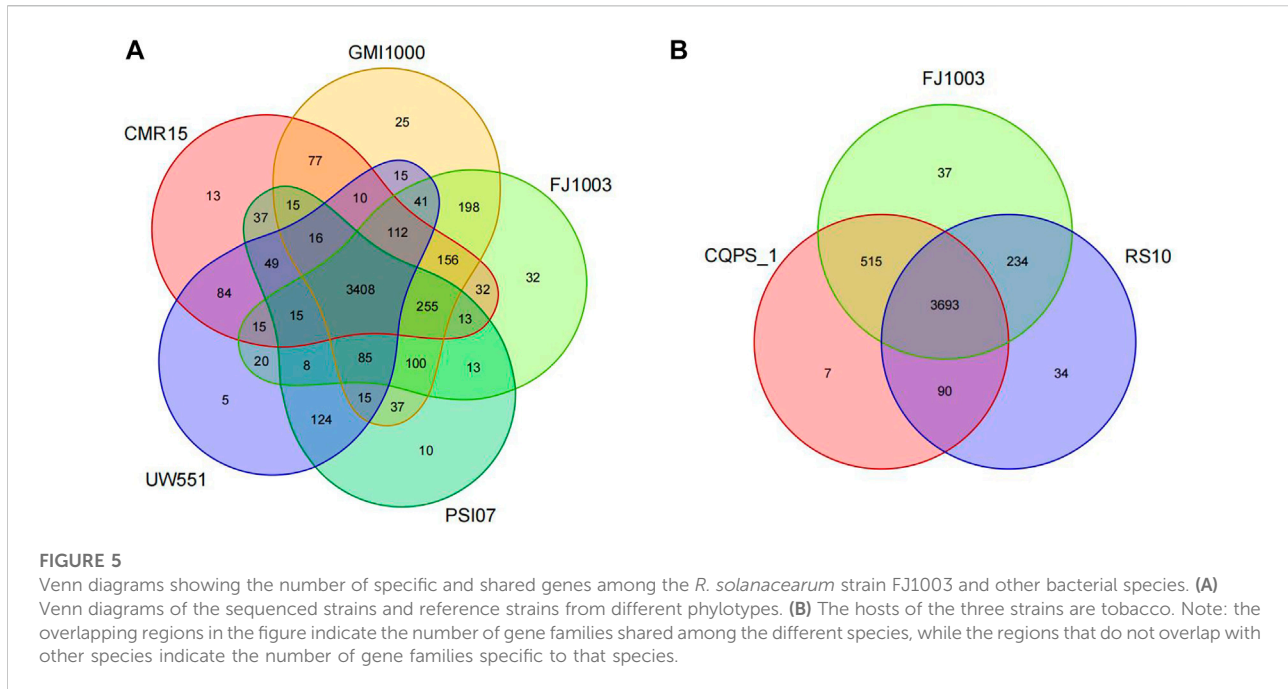 A
B
GMI1000
FJ1003
25
CMR15
77
15
FJ1003
37
13
10
41
198
37
15
112
16
CQPS_1
RS10
515
234
49
156
3408
32
32
3693
84
255
15
15
13
20
8
85
100
13
7
34
90
5
15
37
124
10
UW551
PSI07
FIGURE 5
Venn diagrams showing the number of specific and shared genes among the R. solanacearum strain FJ1003 and other bacterial species. (A)
Venn diagrams of the sequenced strains and reference strains from different phylotypes. (B) The hosts of the three strains are tobacco. Note: the
overlapping regions in the figure indicate the number of gene families shared among the different species, while the regions that do not overlap with
other species indicate the number of gene families specific to that species.